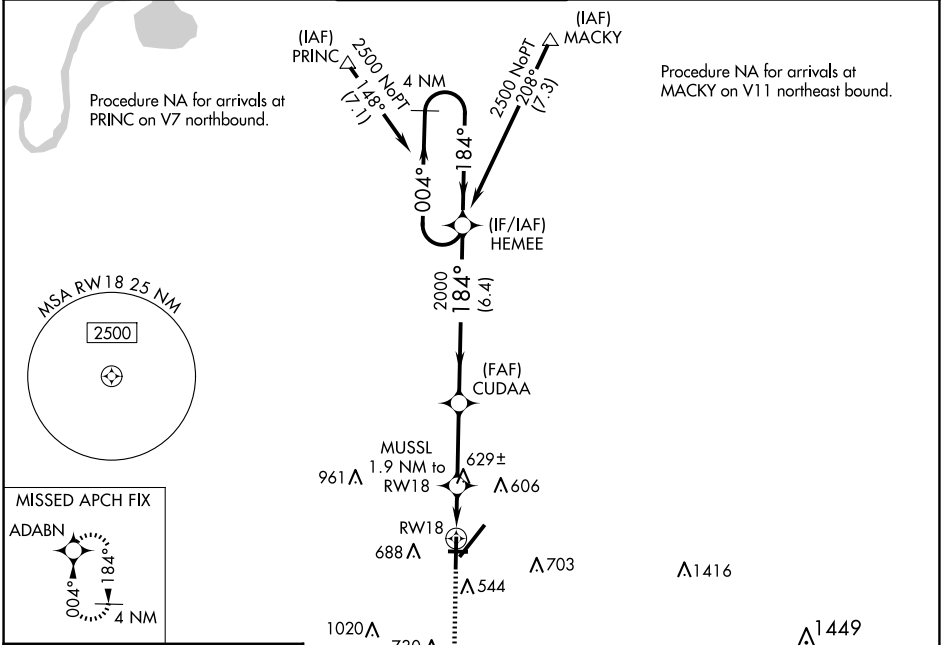 (IAF)
PRINC
2500 NoPT
148°
(7.1)
4 NM
(IAF)
MACKY
2500 NoPT
208°
(7.3)
Procedure NA for arrivals at
PRINC on V7 northbound.
Procedure NA for arrivals at
MACKY on V11 northeast bound.
004°
184°
(IF/IAF)
HEMEE
2000
184°
(6.4)
MSA RW18 25 NM
2500
(FAF)
CUDAA
MUSSL
1.9 NM to
RW18
629±
961
606
RW18
688
703
1416
544
1020
1449
MISSED APCH FIX
ADABN
004°
184°
4 NM